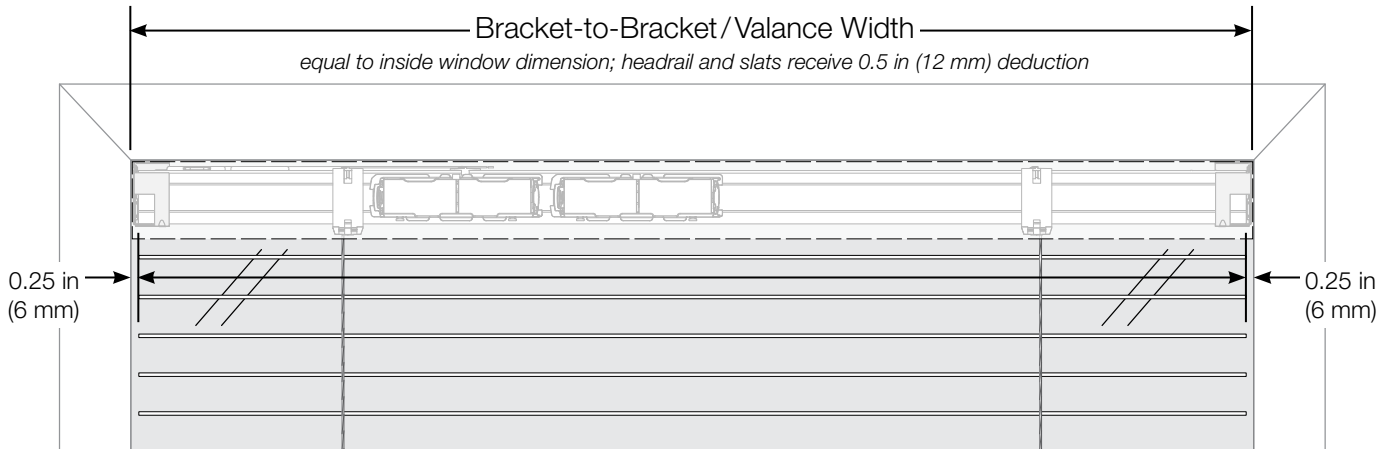 Bracket-to-Bracket/Valance Width
equal to inside window dimension; headrail and slats receive 0.5 in (12 mm) deduction
0.25 in
(6 mm)
0.25 in
(6 mm)